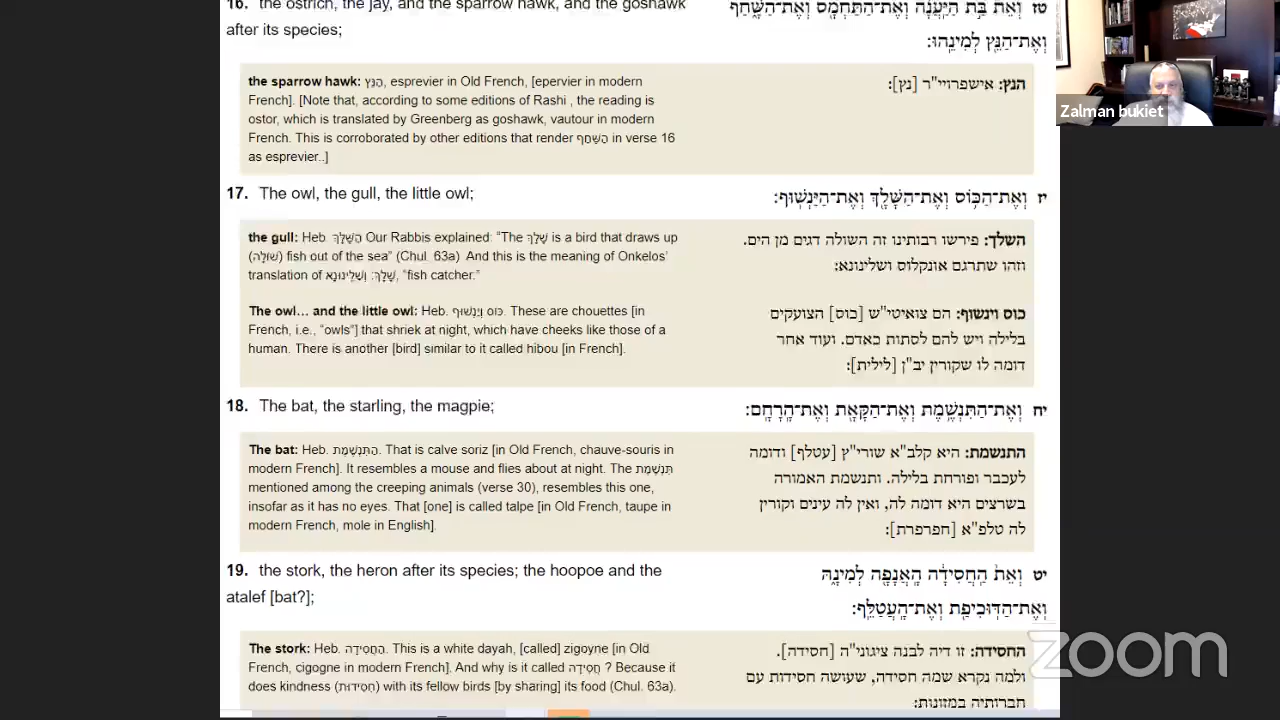 16. the ostrich, the jay, and the sparrow hawk, and the goshawk
after its species;
טז וְאֵת בַּת הַיַּעֲנָה וְאֶת־הַתַּחְמָס וְאֶת־הַשָּׁחַף
וְאֶת־הַנֵּץ לְמִינֵהוּ:
the sparrow hawk: הַנֵּץ, esprevier in Old French, [epervier in modern
French]. [Note that, according to some editions of Rashi , the reading is
ostor, which is translated by Greenberg as goshawk, vautour in modern
French. This is corroborated by other editions that render הַשַּׁחַף in verse 16
as esprevier..]
הנץ: אישפרויי"ר [נץ]:
17. The owl, the gull, the little owl;
יז וְאֶת־הַכּוֹס וְאֶת־הַשָּׁלָךְ וְאֶת־הַיַּנְשׁוּף:
the gull: Heb. הַשָּׁלָךְ Our Rabbis explained: “The שָׁלָךְ is a bird that draws up
(שׁוּלָה) fish out of the sea” (Chul. 63a) And this is the meaning of Onkelos’
translation of שָׁלָךְ: וְשַׁלֵינוּנָא, “fish catcher.”
השלך: פירשו רבותינו זה השולה דגים מן הים.
וזהו שתרגם אונקלוס ושלינונא:
The owl… and the little owl: Heb. כּוֹס וְיַנְשׁוּף. These are chouettes [in
French, i.e., “owls”] that shriek at night, which have cheeks like those of a
human. There is another [bird] similar to it called hibou [in French].
כוס וינשוף: הם צואיטי"ש [כוס] הצועקים
בלילה ויש להם לסתות כאדם. ועוד אחר
דומה לו שקורין יב"ן [לילית]:
18. The bat, the starling, the magpie;
יח וְאֶת־הַתִּנְשֶׁמֶת וְאֶת־הַקָּאָת וְאֶת־הָרָחָם:
The bat: Heb. הַתִּנְשֶׁמֶת. That is calve soriz [in Old French, chauve-souris in
modern French]. It resembles a mouse and flies about at night. The תִּנְשֶׁמֶת
mentioned among the creeping animals (verse 30), resembles this one,
insofar as it has no eyes. That [one] is called talpe [in Old French, taupe in
modern French, mole in English].
התנשמת: היא קלב"א שורי"ץ [עטלף] ודומה
לעכבר ופורחת בלילה. ותנשמת האמורה
בשרצים היא דומה לה, ואין לה עינים וקורין
לה טלפ"א [חפרפרת]:
19. the stork, the heron after its species; the hoopoe and the
atalef [bat?];
יט וְאֵת הַחֲסִידָה הָאֲנָפָה לְמִינָהּ
וְאֶת־הַדּוּכִיפַת וְאֶת־הָעֲטַלֵּף:
The stork: Heb. הַחֲסִידָה. This is a white dayah, [called] zigoyne [in Old
French, cigogne in modern French]. And why is it called חֲסִידָה ? Because it
does kindness (חֲסִידוּת) with its fellow birds [by sharing] its food (Chul. 63a).
החסידה: זו דיה לבנה ציגוני"ה [חסידה].
ולמה נקרא שמה חסידה, שעושה חסידות עם
חברותיה במזונות:
Zalman bukiet
zoom